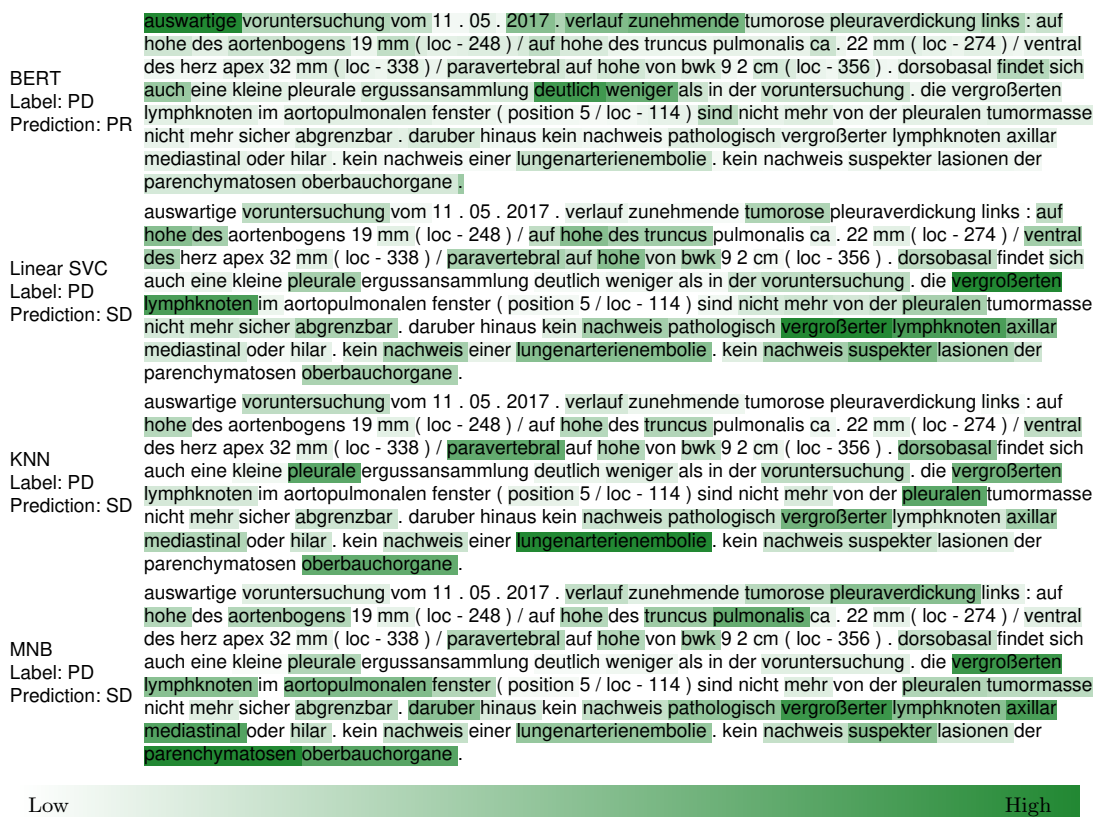 auswartige voruntersuchung vom 11 . 05 . 2017 . verlauf zunehmende tumorose pleuraverdickung links : auf
hohe des aortenbogens 19 mm ( loc - 248 ) / auf hohe des truncus pulmonalis ca . 22 mm ( loc - 274 ) / ventral
des herz apex 32 mm ( loc - 338 ) / paravertebral auf hohe von bwk 9 2 cm ( loc - 356 ) . dorsobasal findet sich
auch eine kleine pleurale ergussansammlung deutlich weniger als in der voruntersuchung . die vergroßerten
lymphknoten im aortopulmonalen fenster ( position 5 / loc - 114 ) sind nicht mehr von der pleuralen tumormasse
nicht mehr sicher abgrenzbar . daruber hinaus kein nachweis pathologisch vergroßerter lymphknoten axillar
mediastinal oder hilar . kein nachweis einer lungenarterienembolie . kein nachweis suspekter lasionen der
parenchymatosen oberbauchorgane .
BERT
Label: PD
Prediction: PR
auswartige voruntersuchung vom 11 . 05 . 2017 . verlauf zunehmende tumorose pleuraverdickung links : auf
hohe des aortenbogens 19 mm ( loc - 248 ) / auf hohe des truncus pulmonalis ca . 22 mm ( loc - 274 ) / ventral
des herz apex 32 mm ( loc - 338 ) / paravertebral auf hohe von bwk 9 2 cm ( loc - 356 ) . dorsobasal findet sich
auch eine kleine pleurale ergussansammlung deutlich weniger als in der voruntersuchung . die vergroßerten
lymphknoten im aortopulmonalen fenster ( position 5 / loc - 114 ) sind nicht mehr von der pleuralen tumormasse
nicht mehr sicher abgrenzbar . daruber hinaus kein nachweis pathologisch vergroßerter lymphknoten axillar
mediastinal oder hilar . kein nachweis einer lungenarterienembolie . kein nachweis suspekter lasionen der
parenchymatosen oberbauchorgane .
Linear SVC
Label: PD
Prediction: SD
auswartige voruntersuchung vom 11 . 05 . 2017 . verlauf zunehmende tumorose pleuraverdickung links : auf
hohe des aortenbogens 19 mm ( loc - 248 ) / auf hohe des truncus pulmonalis ca . 22 mm ( loc - 274 ) / ventral
des herz apex 32 mm ( loc - 338 ) / paravertebral auf hohe von bwk 9 2 cm ( loc - 356 ) . dorsobasal findet sich
auch eine kleine pleurale ergussansammlung deutlich weniger als in der voruntersuchung . die vergroßerten
lymphknoten im aortopulmonalen fenster ( position 5 / loc - 114 ) sind nicht mehr von der pleuralen tumormasse
nicht mehr sicher abgrenzbar . daruber hinaus kein nachweis pathologisch vergroßerter lymphknoten axillar
mediastinal oder hilar . kein nachweis einer lungenarterienembolie . kein nachweis suspekter lasionen der
parenchymatosen oberbauchorgane .
KNN
Label: PD
Prediction: SD
auswartige voruntersuchung vom 11 . 05 . 2017 . verlauf zunehmende tumorose pleuraverdickung links : auf
hohe des aortenbogens 19 mm ( loc - 248 ) / auf hohe des truncus pulmonalis ca . 22 mm ( loc - 274 ) / ventral
des herz apex 32 mm ( loc - 338 ) / paravertebral auf hohe von bwk 9 2 cm ( loc - 356 ) . dorsobasal findet sich
auch eine kleine pleurale ergussansammlung deutlich weniger als in der voruntersuchung . die vergroßerten
lymphknoten im aortopulmonalen fenster ( position 5 / loc - 114 ) sind nicht mehr von der pleuralen tumormasse
nicht mehr sicher abgrenzbar . daruber hinaus kein nachweis pathologisch vergroßerter lymphknoten axillar
mediastinal oder hilar . kein nachweis einer lungenarterienembolie . kein nachweis suspekter lasionen der
parenchymatosen oberbauchorgane .
MNB
Label: PD
Prediction: SD
Low High